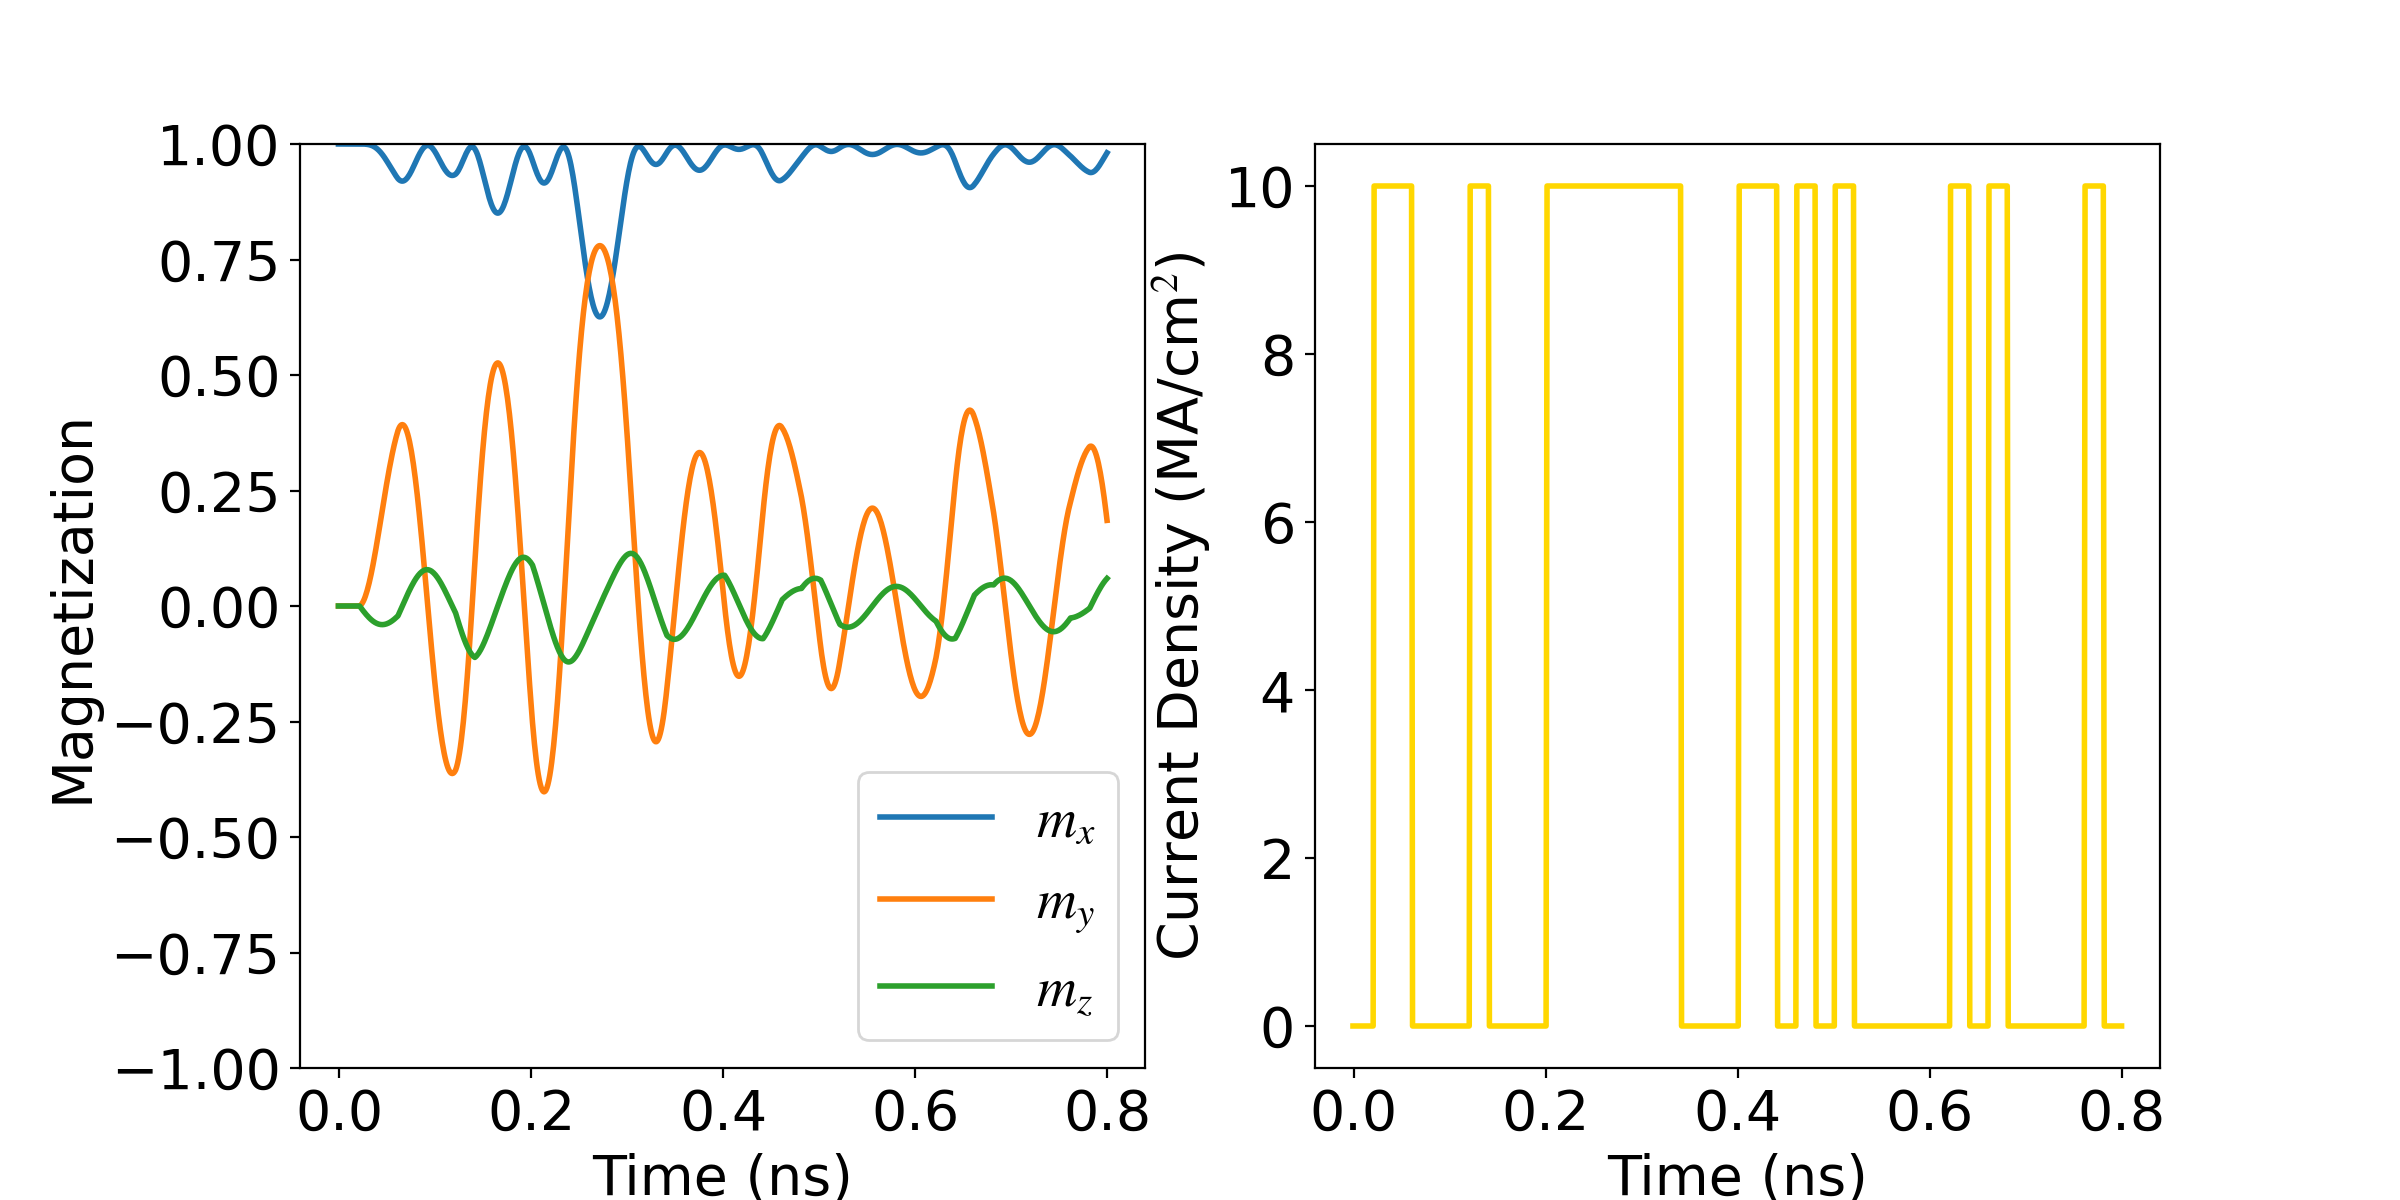 1.00
0.75
0.50
0.25
0.00
−0.25
−0.50
−0.75
−1.00
Magnetization
0.0 0.2 0.4 0.6 0.8
Time (ns)
m_x
m_y
m_z
10
8
6
4
2
0
Current Density (MA/cm²)
0.0 0.2 0.4 0.6 0.8
Time (ns)